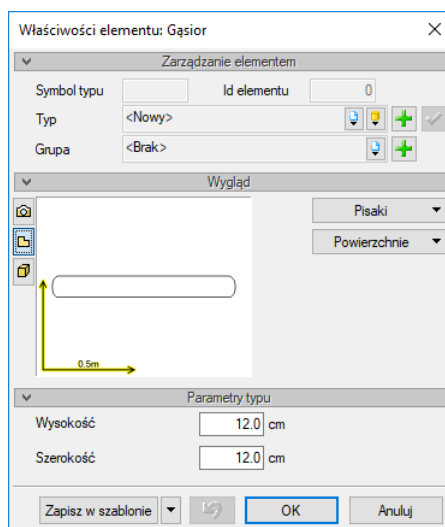 Właściwości elementu: Gąsior
Zarządzanie elementem
Symbol typu Id elementu 0
Typ <Nowy>
Grupa <Brak>
Wygląd
Pisaki
Powierzchnie
0.5m
Parametry typu
Wysokość 12.0 cm
Szerokość 12.0 cm
Zapisz w szablonie OK Anuluj